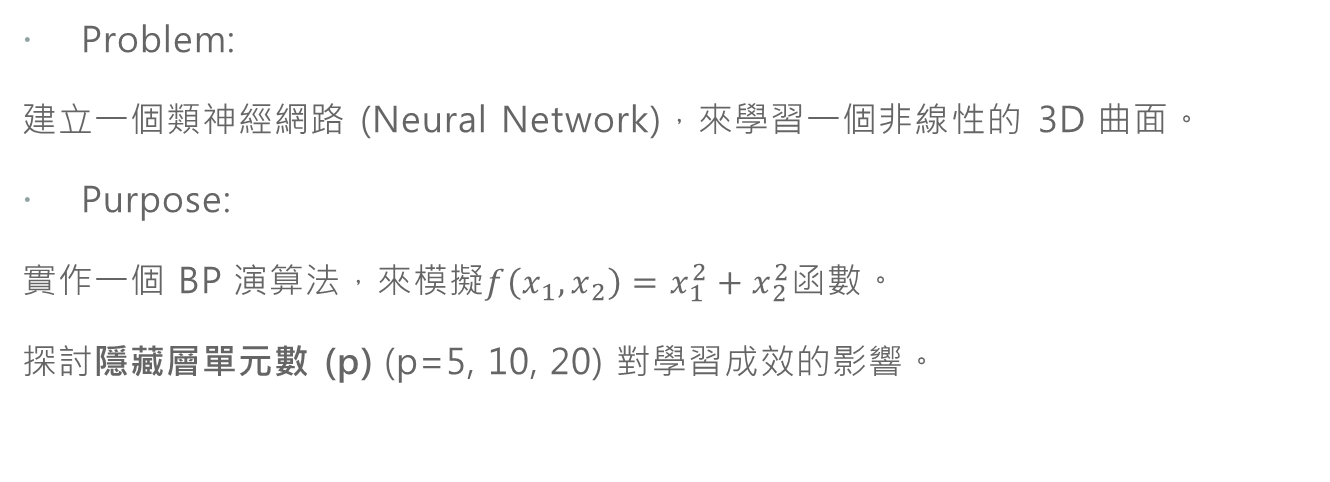 · Problem:
建立一個類神經網路 (Neural Network)，來學習一個非線性的 3D 曲面。
· Purpose:
實作一個 BP 演算法，來模擬f(x₁, x₂) = x₁² + x₂²函數。
探討隱藏層單元數 (p) (p=5, 10, 20) 對學習成效的影響。